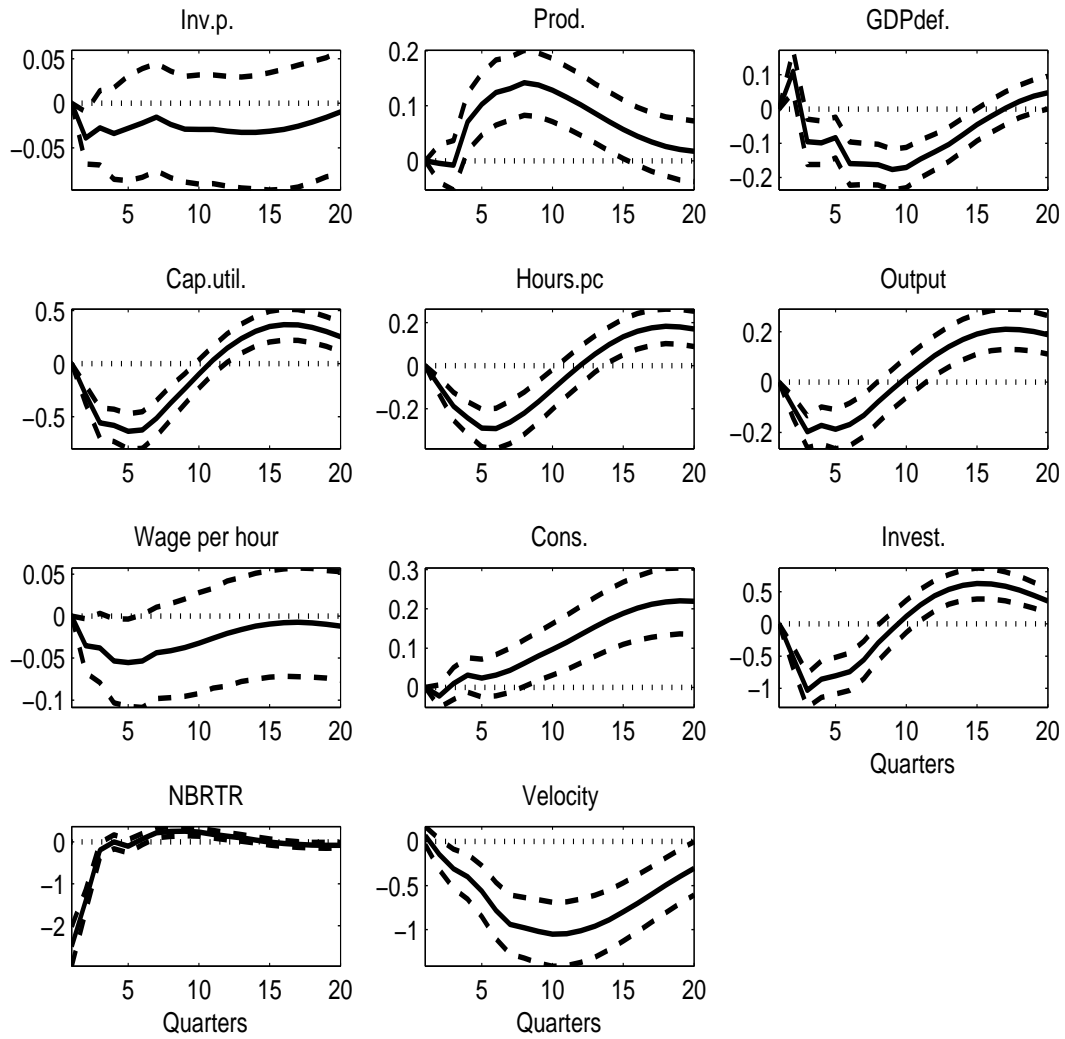 Inv.p. Prod. GDPdef.
0.05
0
−0.05
5 10 15 20
0.2
0.1
0
5 10 15 20
0.1
0
−0.1
−0.2
5 10 15 20
Cap.util. Hours.pc Output
0.5
0
−0.5
5 10 15 20
0.2
0
−0.2
5 10 15 20
0.2
0
−0.2
5 10 15 20
Wage per hour Cons. Invest.
0.05
0
−0.05
−0.1
5 10 15 20
0.3
0.2
0.1
0
5 10 15 20
0.5
0
−0.5
−1
5 10 15 20
Quarters
NBRTR Velocity
0
−1
−2
5 10 15 20
Quarters
0
−0.5
−1
5 10 15 20
Quarters